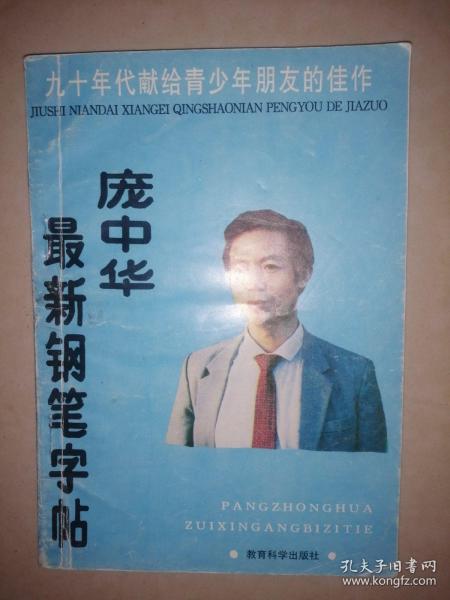 九十年代献给青少年朋友的佳作
JIUSHI NIANDAI XIANGEI QINGSHAONIAN PENGYOU DE JIAZUO
庞中华
最新钢笔字帖
PANGZHONGHUA
ZUIXINGANGBIZITIE
• 教育科学出版社 •
孔夫子旧书网
www.kongfz.com